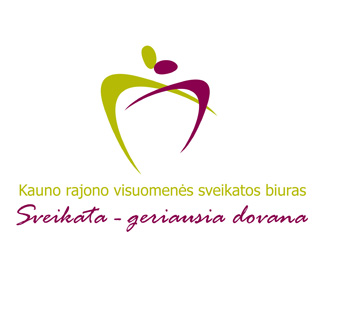 Kauno rajono visuomenės sveikatos biuras
Sveikata - geriausia dovana